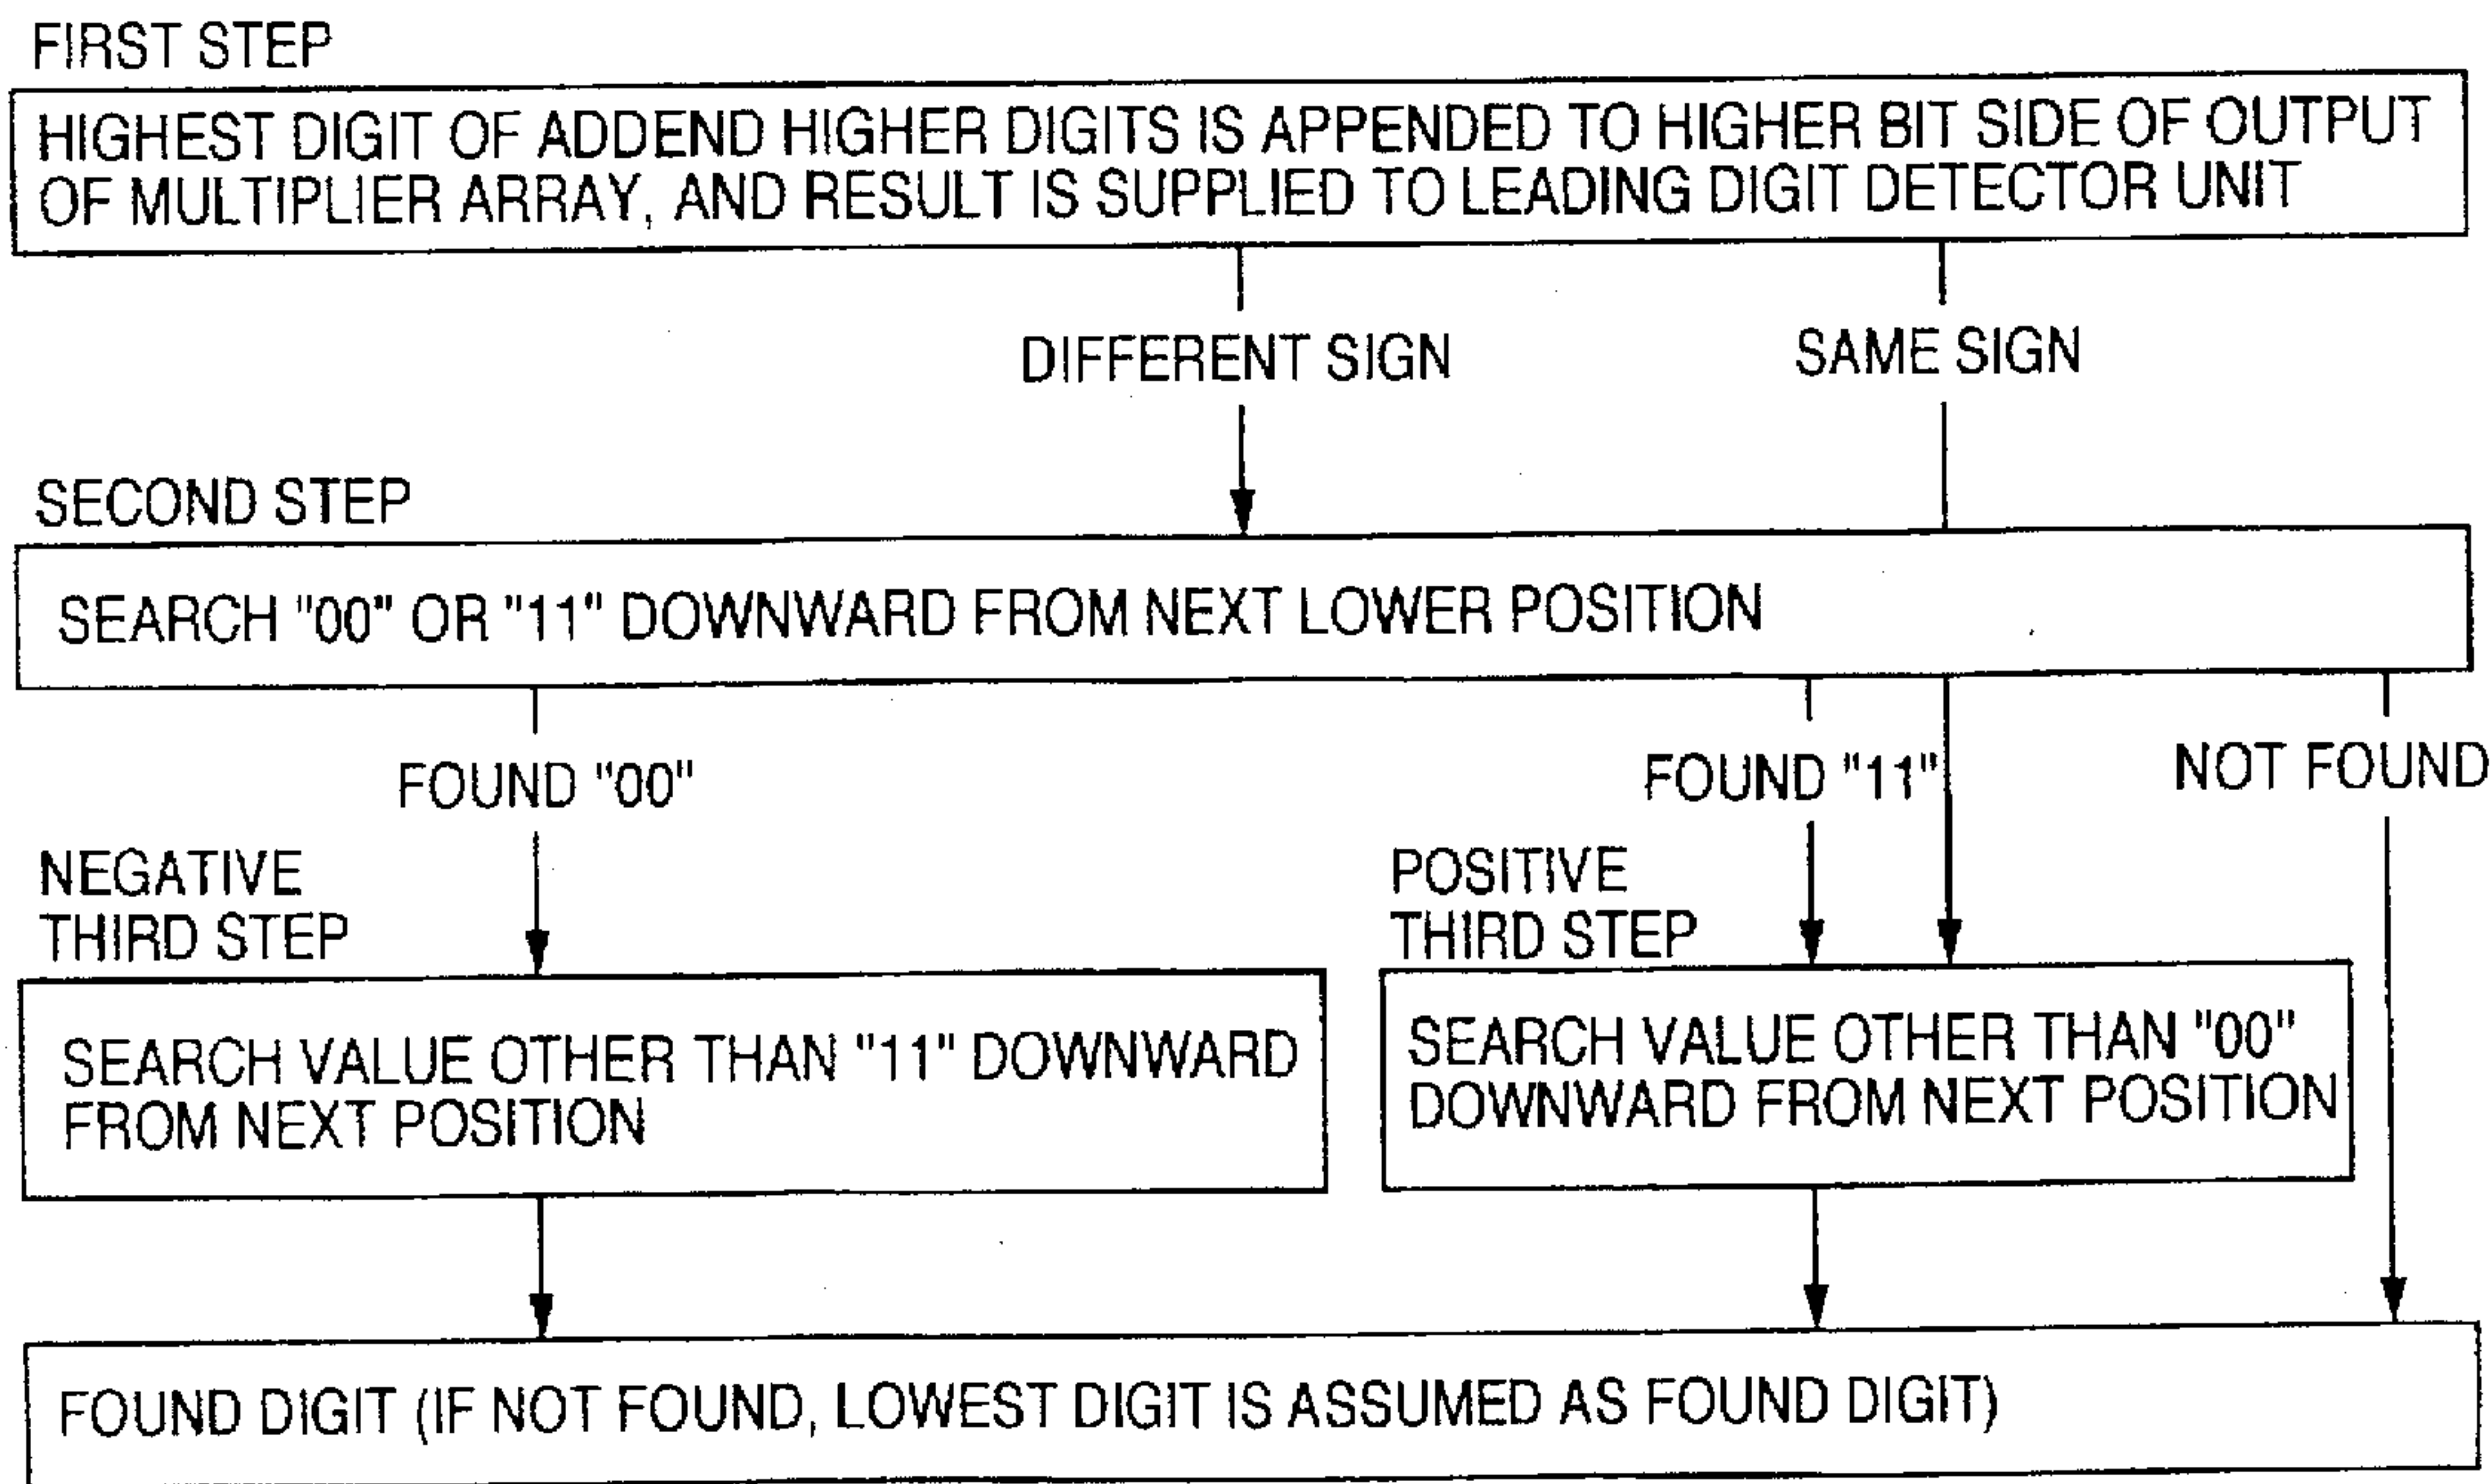 FIRST STEP
HIGHEST DIGIT OF ADDEND HIGHER DIGITS IS APPENDED TO HIGHER BIT SIDE OF OUTPUT
OF MULTIPLIER ARRAY, AND RESULT IS SUPPLIED TO LEADING DIGIT DETECTOR UNIT
DIFFERENT SIGN
SAME SIGN
SECOND STEP
SEARCH "00" OR "11" DOWNWARD FROM NEXT LOWER POSITION
FOUND "00"
FOUND "11"
NOT FOUND
NEGATIVE
THIRD STEP
SEARCH VALUE OTHER THAN "11" DOWNWARD
FROM NEXT POSITION
POSITIVE
THIRD STEP
SEARCH VALUE OTHER THAN "00"
DOWNWARD FROM NEXT POSITION
FOUND DIGIT (IF NOT FOUND, LOWEST DIGIT IS ASSUMED AS FOUND DIGIT)